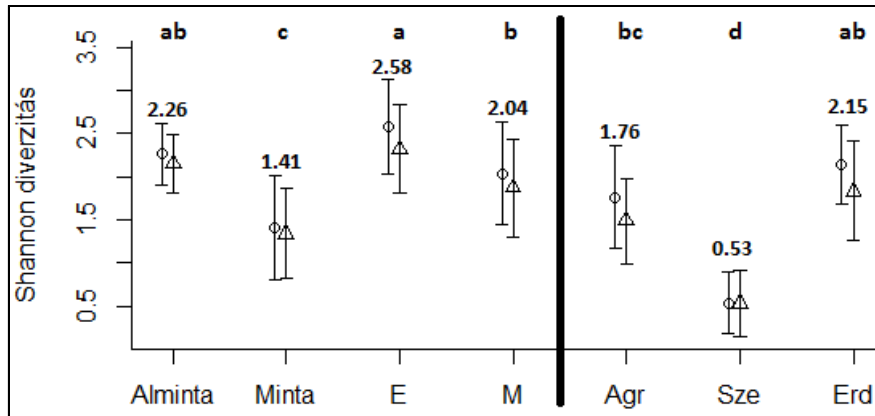 ab c a b bc d ab
3.5
2.5
1.5
0.5
Shannon diverzitás
2.26 1.41 2.58 2.04 1.76 0.53 2.15
Alminta Minta E M Agr Sze Erd